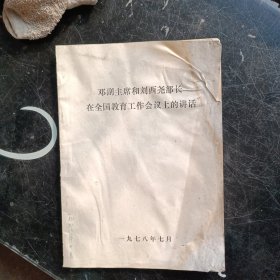 邓副主席和刘西尧部长
在全国教育工作会议上的讲话
一九七八年七月